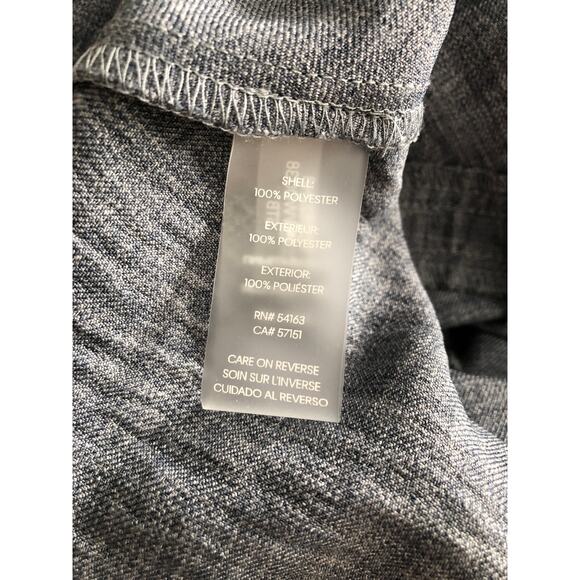 SHELL:
100% POLYESTER
EXTÉRIEUR:
100% POLYESTER
EXTERIOR:
100% POLIÉSTER
RN# 54163
CA# 57151
CARE ON REVERSE
SOIN SUR L'INVERSE
CUIDADO AL REVERSO